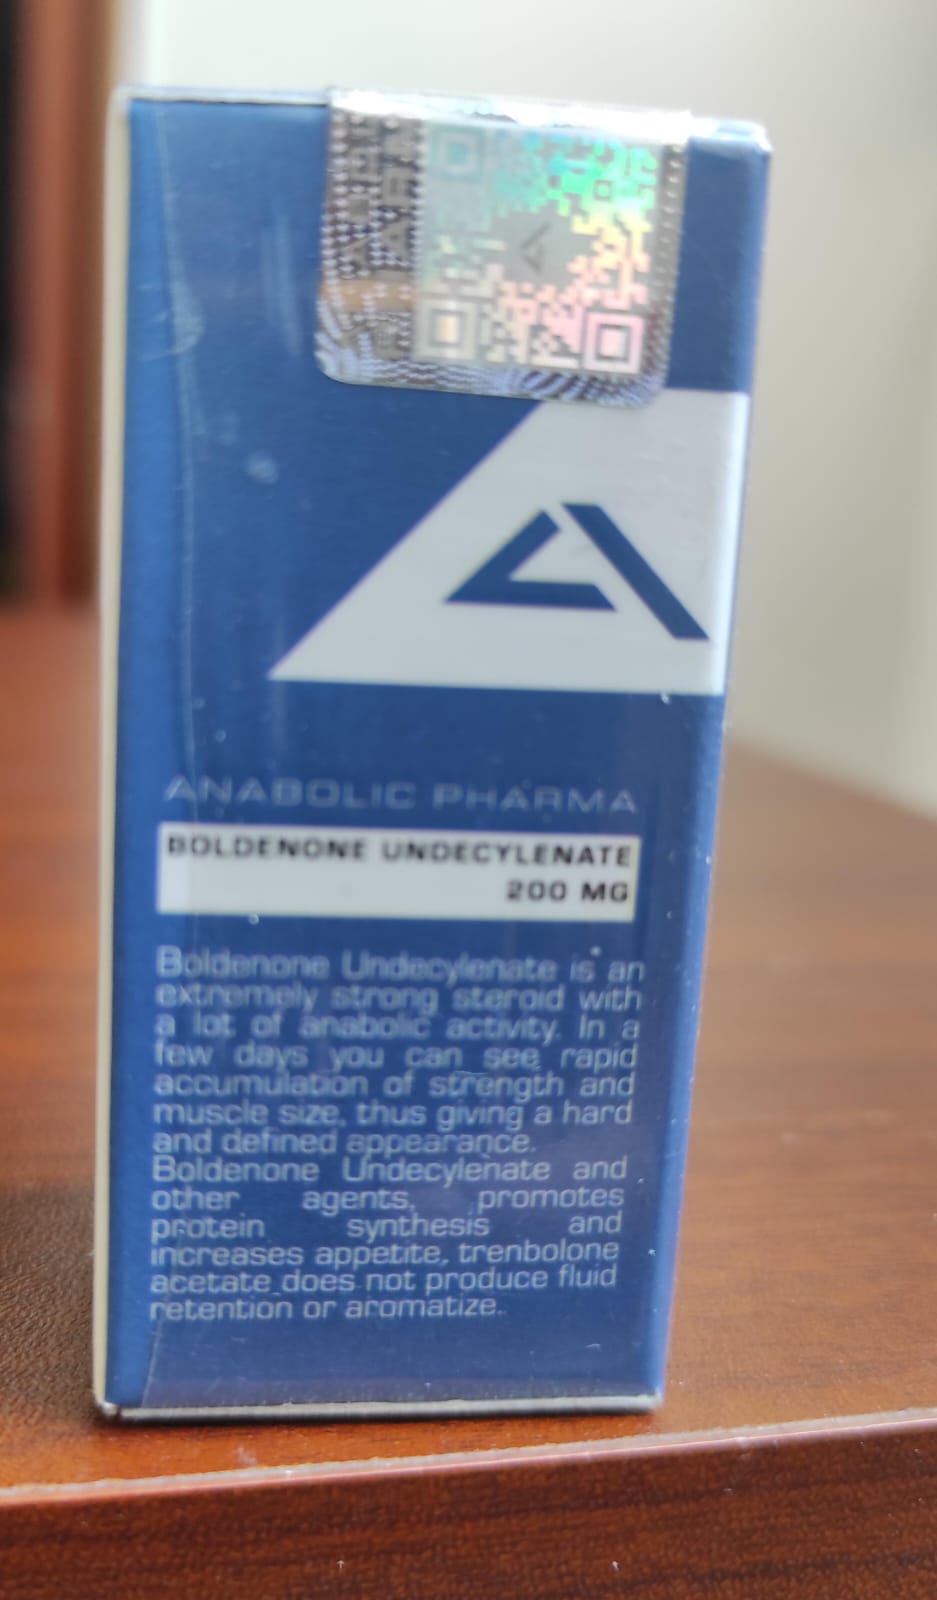 ANABOLIC PHARMA
BOLDENONE UNDECYLENATE
200 MG
Boldenone Undecylenate is an
extremely strong steroid with
a lot of anabolic activity. In a
few days you can see rapid
accumulation of strength and
muscle size, thus giving a hard
and defined appearance.
Boldenone Undecylenate and
other agents, promotes
protein synthesis and
increases appetite, trenbolone
acetate does not produce fluid
retention or aromatize.